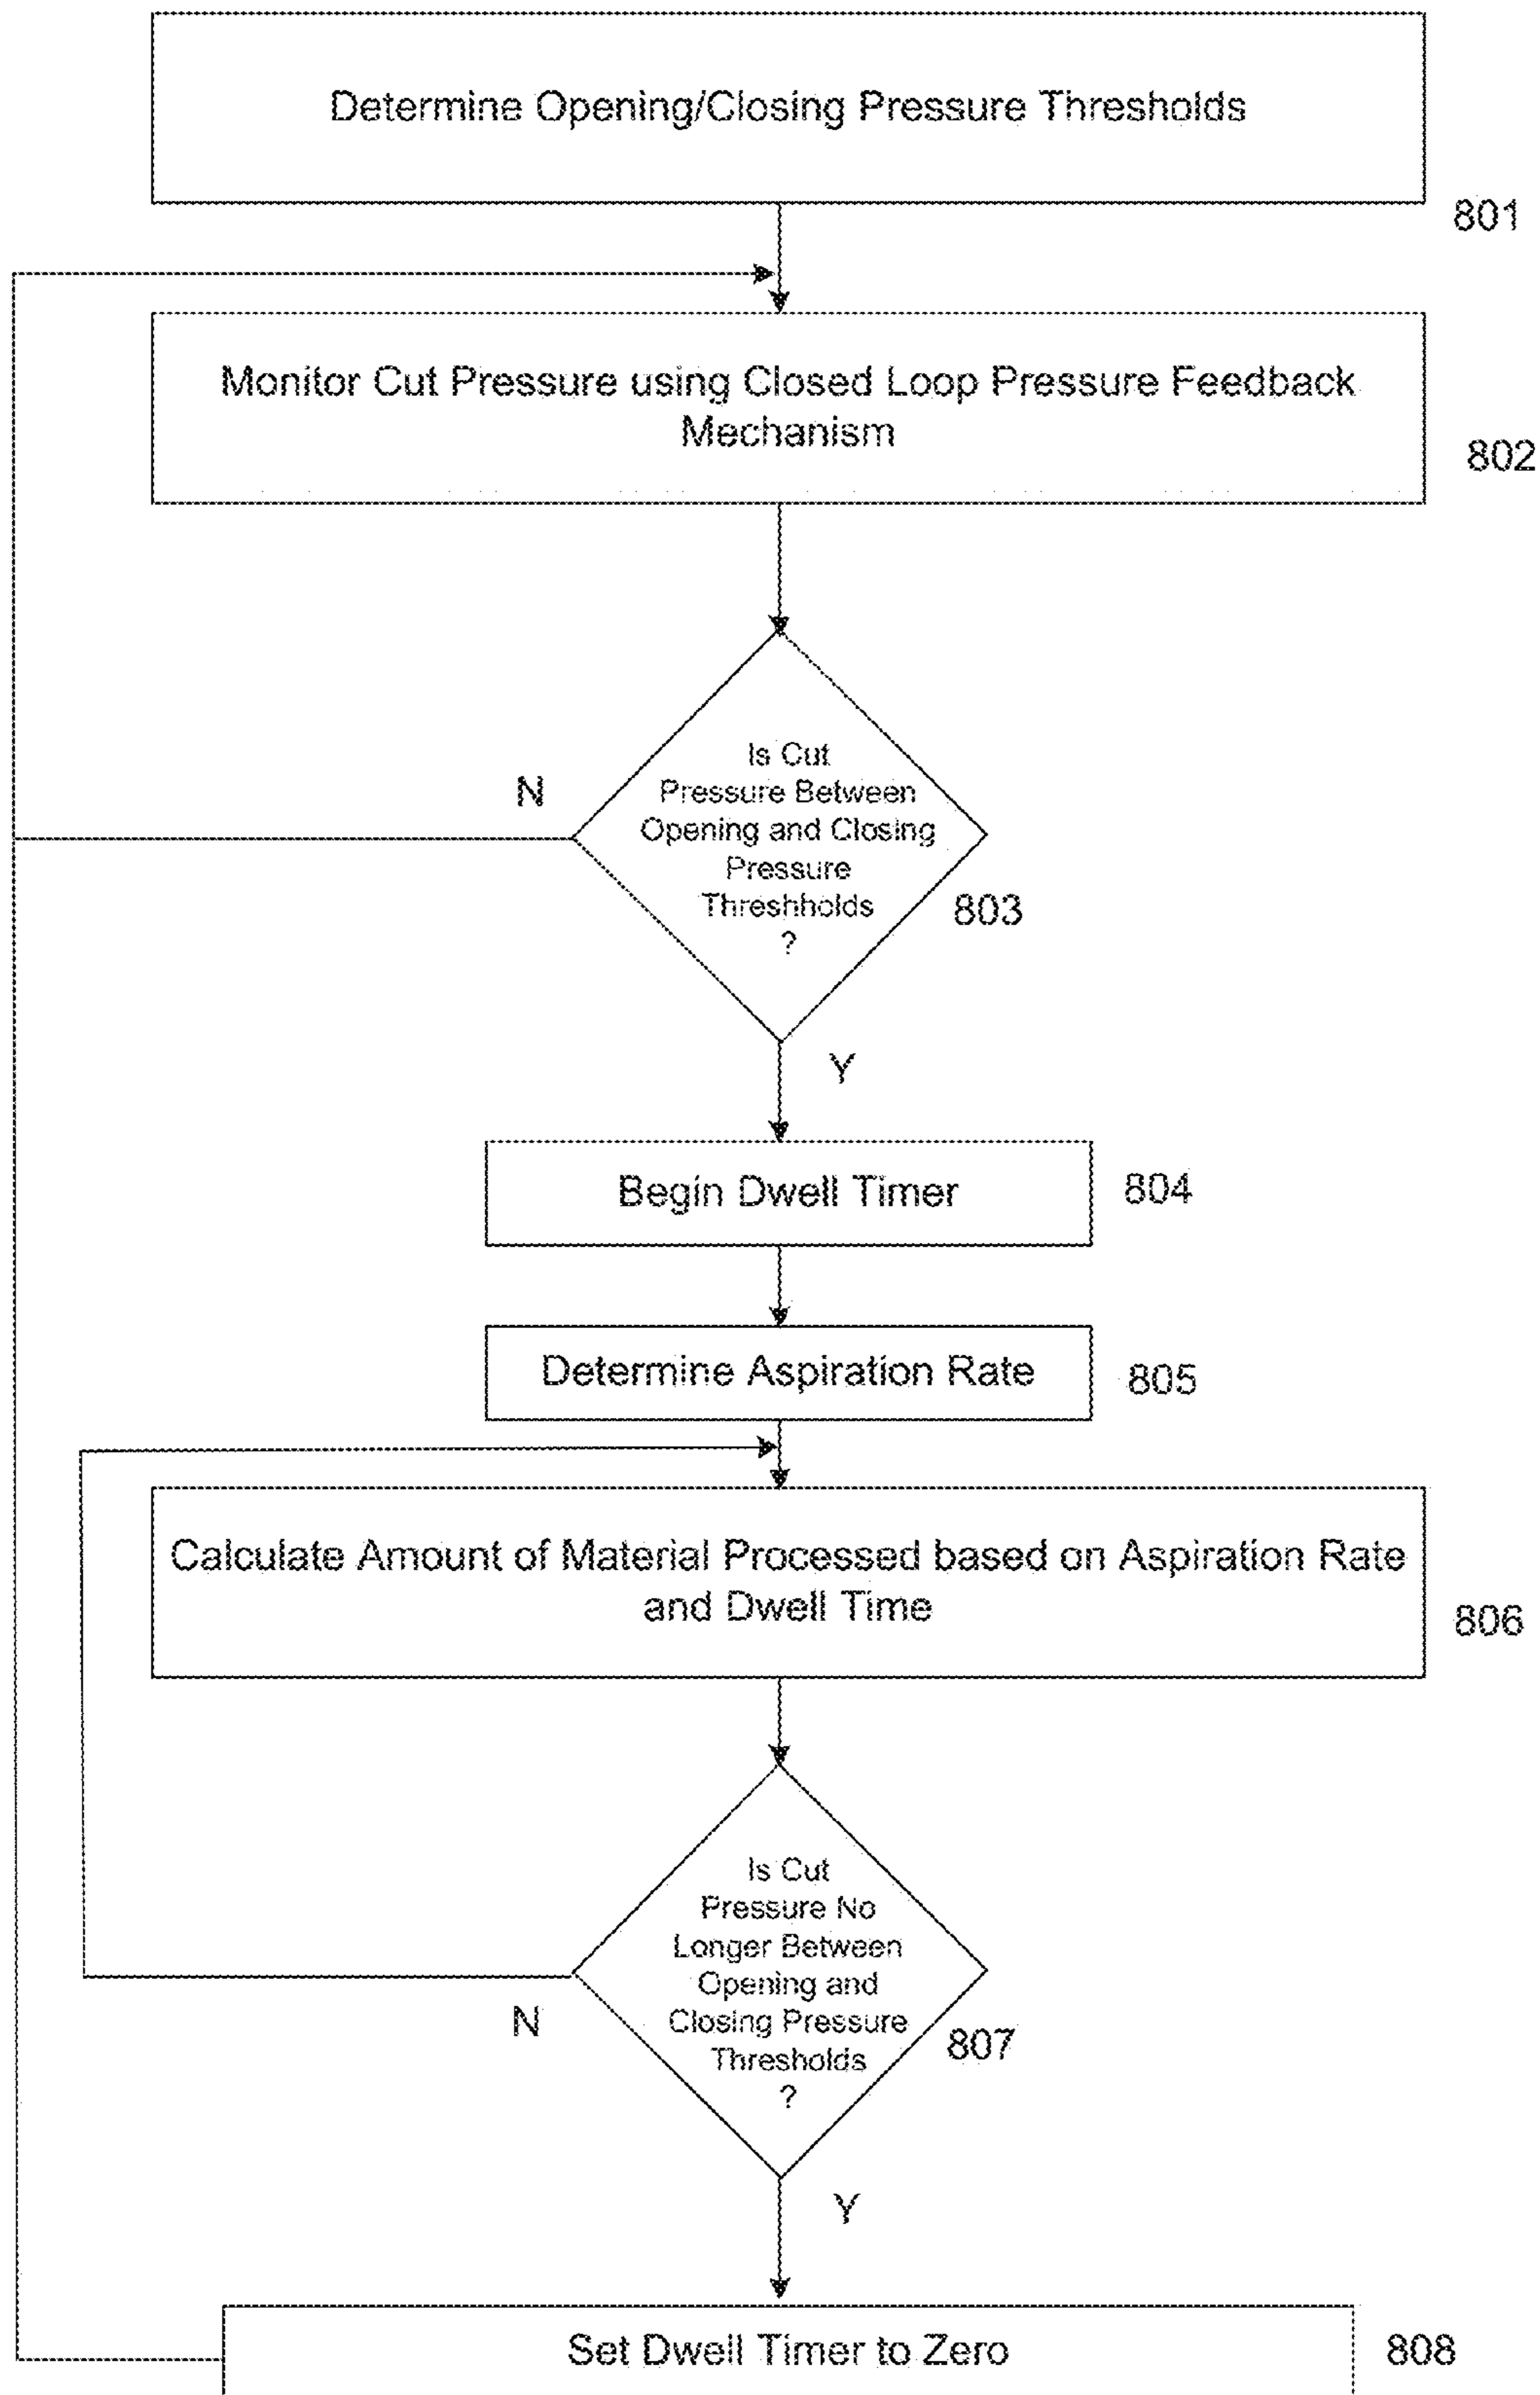 Determine Opening/Closing Pressure Thresholds
801
Monitor Cut Pressure using Closed Loop Pressure Feedback
Mechanism
802
Is Cut
Pressure Between
Opening and Closing
Pressure
Threshholds
?
803
N
Y
Begin Dwell Timer
804
Determine Aspiration Rate
805
Calculate Amount of Material Processed based on Aspiration Rate
and Dwell Time
806
Is Cut
Pressure No
Longer Between
Opening and
Closing Pressure
Thresholds
?
807
N
Y
Set Dwell Timer to Zero
808